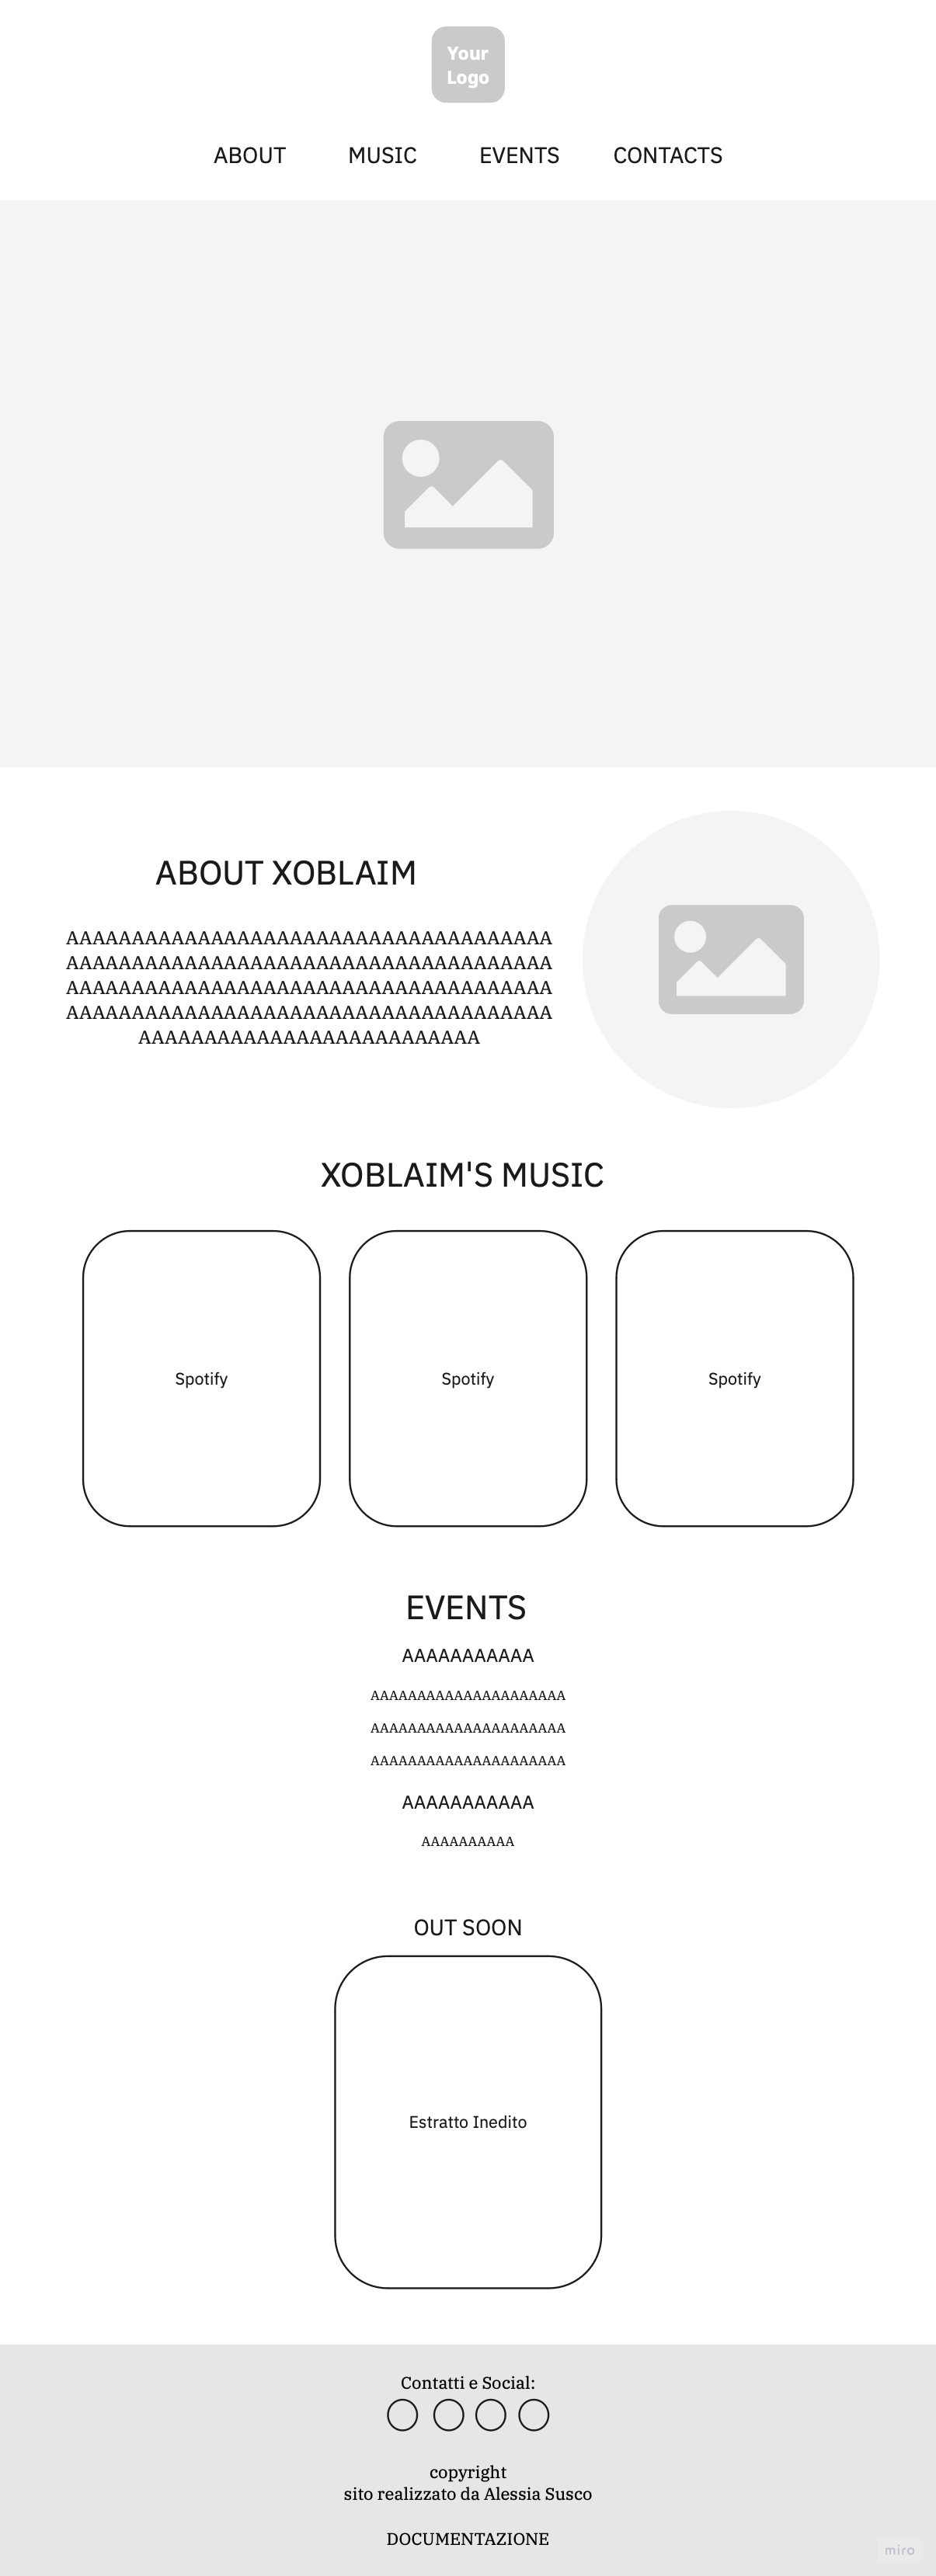 Your
Logo
ABOUT MUSIC EVENTS CONTACTS
ABOUT XOBLAIM
AAAAAAAAAAAAAAAAAAAAAAAAAAAAAAAAAAAAA
AAAAAAAAAAAAAAAAAAAAAAAAAAAAAAAAAAAAA
AAAAAAAAAAAAAAAAAAAAAAAAAAAAAAAAAAAAA
AAAAAAAAAAAAAAAAAAAAAAAAAAAAAAAAAAAAA
AAAAAAAAAAAAAAAAAAAAAAAAAA
XOBLAIM'S MUSIC
Spotify Spotify Spotify
EVENTS
AAAAAAAAAAA
AAAAAAAAAAAAAAAAAAAAA
AAAAAAAAAAAAAAAAAAAAA
AAAAAAAAAAAAAAAAAAAAA
AAAAAAAAAAA
AAAAAAAAAA
OUT SOON
Estratto Inedito
Contatti e Social:
copyright
sito realizzato da Alessia Susco
DOCUMENTAZIONE
miro